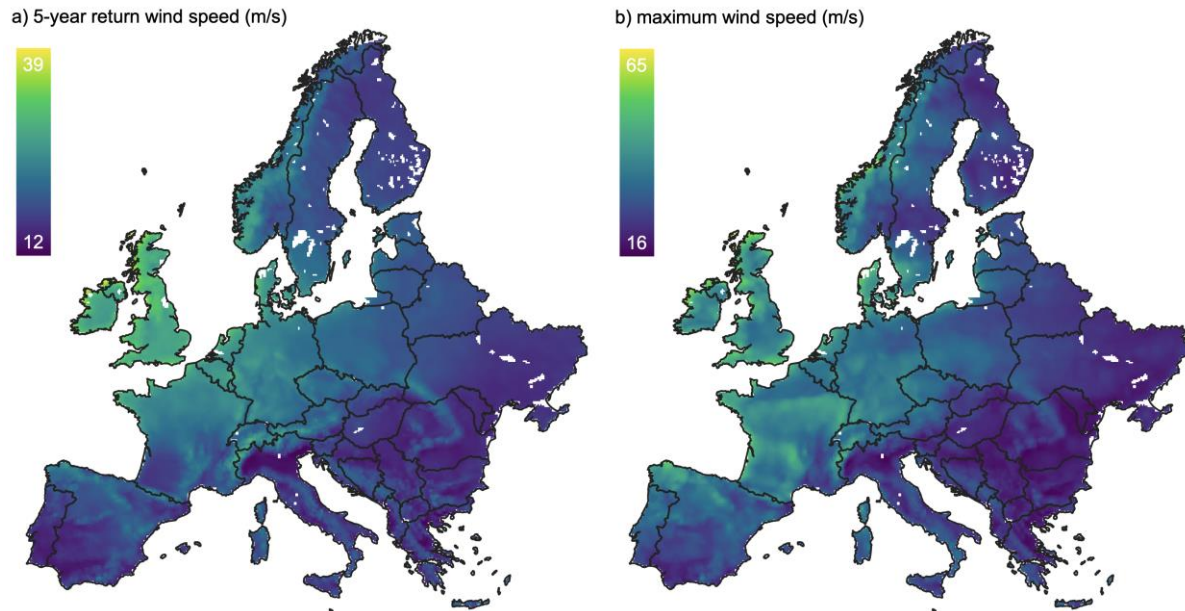 a) 5-year return wind speed (m/s)
39
12
b) maximum wind speed (m/s)
65
16